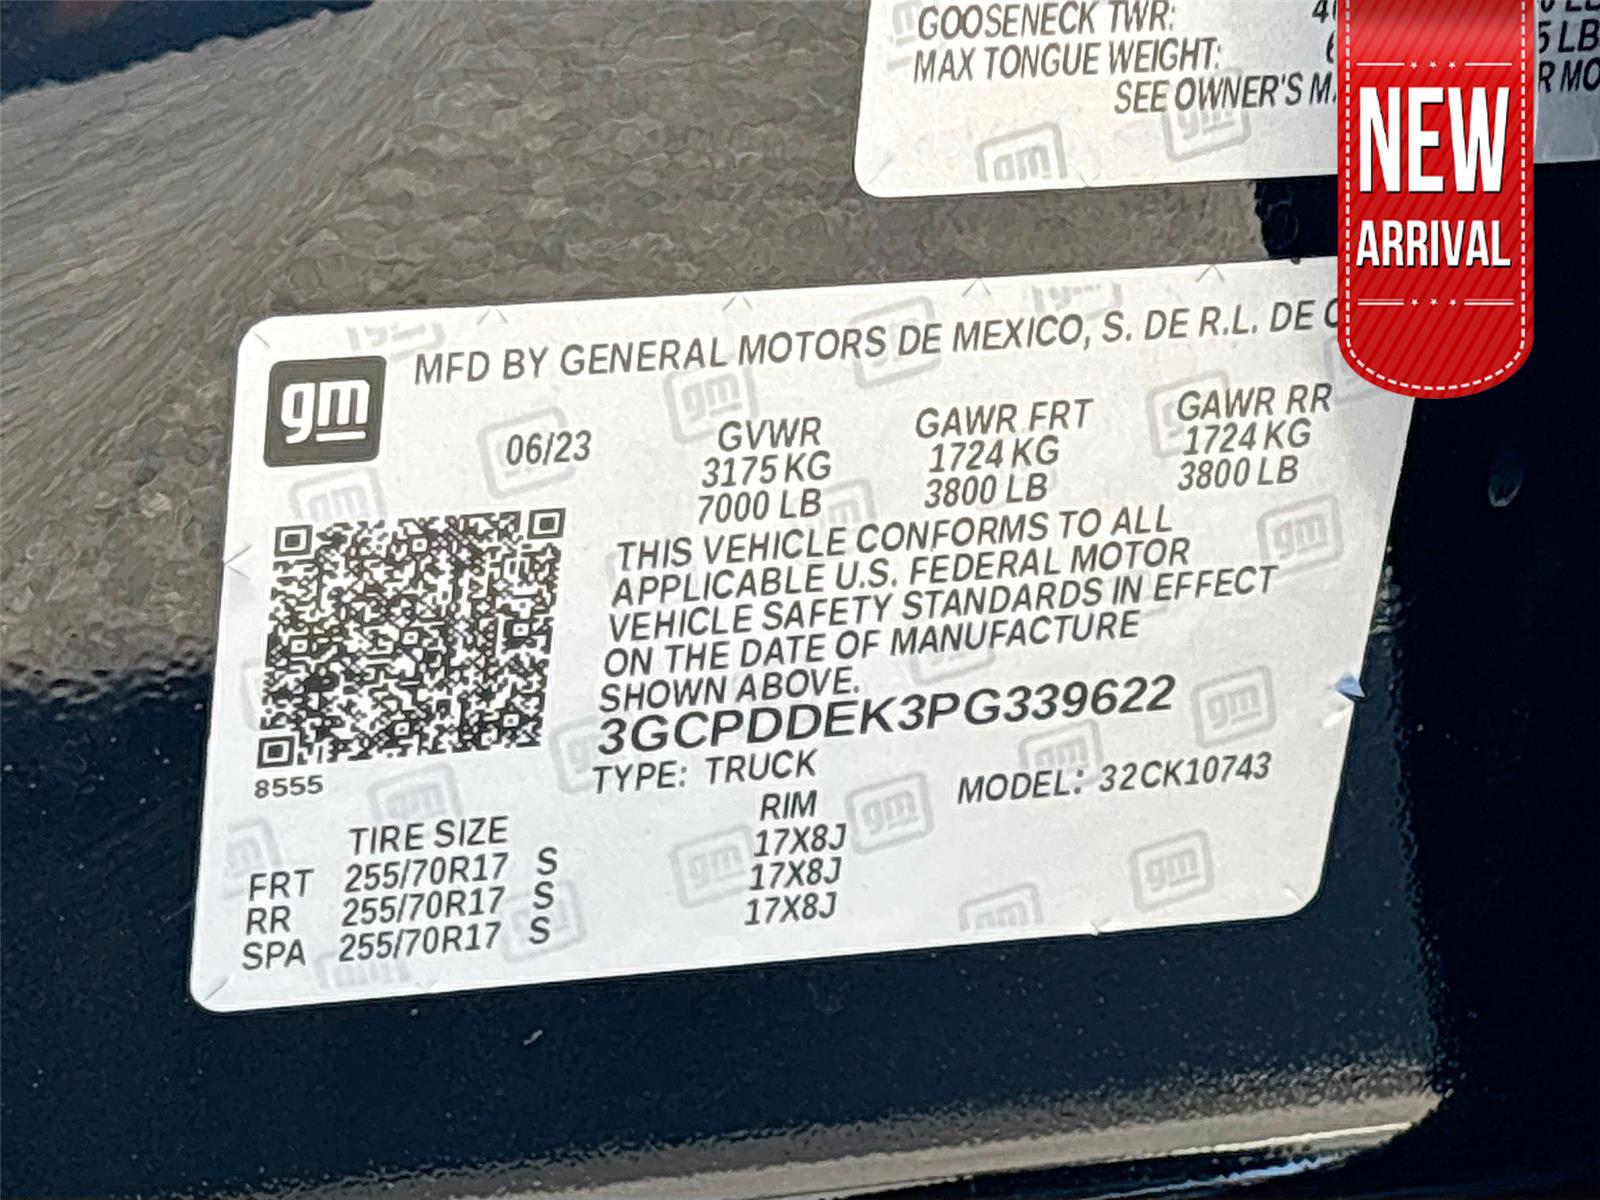 GOOSENECK TWR:
MAX TONGUE WEIGHT:
5 LB
SEE OWNER'S
NEW
ARRIVAL
gm
MFD BY GENERAL MOTORS DE MEXICO, S. DE R.L. DE
06/23
GVWR
3175 KG
7000 LB
GAWR FRT
1724 KG
3800 LB
GAWR RR
1724 KG
3800 LB
THIS VEHICLE CONFORMS TO ALL
APPLICABLE U.S. FEDERAL MOTOR
VEHICLE SAFETY STANDARDS IN EFFECT
ON THE DATE OF MANUFACTURE
SHOWN ABOVE.
3GCPDDEK3PG339622
TYPE: TRUCK
MODEL: 32CK10743
8555
TIRE SIZE
RIM
FRT 255/70R17 S 17X8J
RR 255/70R17 S 17X8J
SPA 255/70R17 S 17X8J